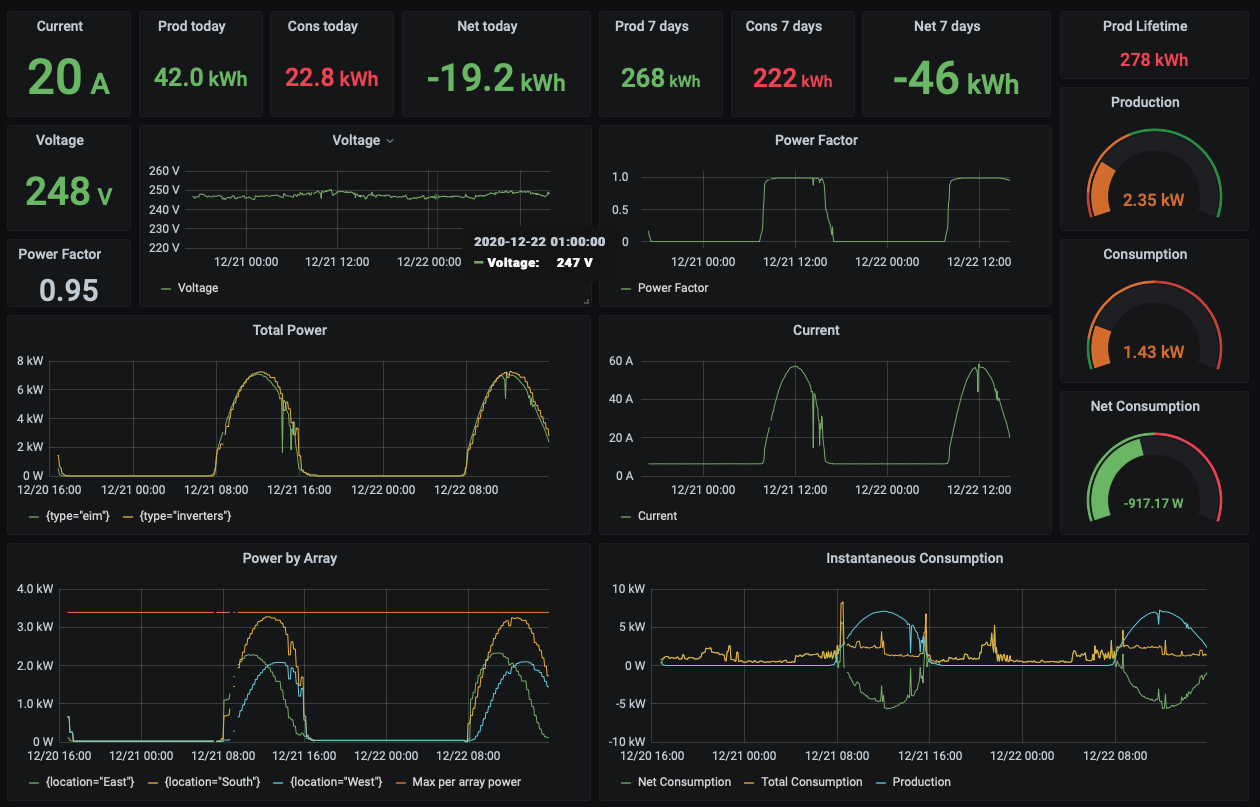 Current
20 A
Prod today
42.0 kWh
Cons today
22.8 kWh
Net today
-19.2 kWh
Prod 7 days
268 kWh
Cons 7 days
222 kWh
Net 7 days
-46 kWh
Prod Lifetime
278 kWh
Voltage
248 V
Power Factor
0.95
Voltage
260 V
250 V
240 V
230 V
220 V
12/21 00:00 12/21 12:00 12/22 00:00
2020-12-22 01:00:00
Voltage: 247 V
Voltage
Power Factor
1.0
0.5
0
12/21 00:00 12/21 12:00 12/22 00:00 12/22 12:00
Power Factor
Production
2.35 kW
Consumption
1.43 kW
Net Consumption
-917.17 W
Total Power
8 kW
6 kW
4 kW
2 kW
0 W
12/20 16:00 12/21 00:00 12/21 08:00 12/21 16:00 12/22 00:00 12/22 08:00
{type="eim"} {type="inverters"}
Current
60 A
40 A
20 A
0 A
12/21 00:00 12/21 12:00 12/22 00:00 12/22 12:00
Current
Power by Array
4.0 kW
3.0 kW
2.0 kW
1.0 kW
0 W
12/20 16:00 12/21 00:00 12/21 08:00 12/21 16:00 12/22 00:00 12/22 08:00
{location="East"} {location="South"} {location="West"} Max per array power
Instantaneous Consumption
10 kW
5 kW
0 W
-5 kW
-10 kW
12/20 16:00 12/21 00:00 12/21 08:00 12/21 16:00 12/22 00:00 12/22 08:00
Net Consumption Total Consumption Production